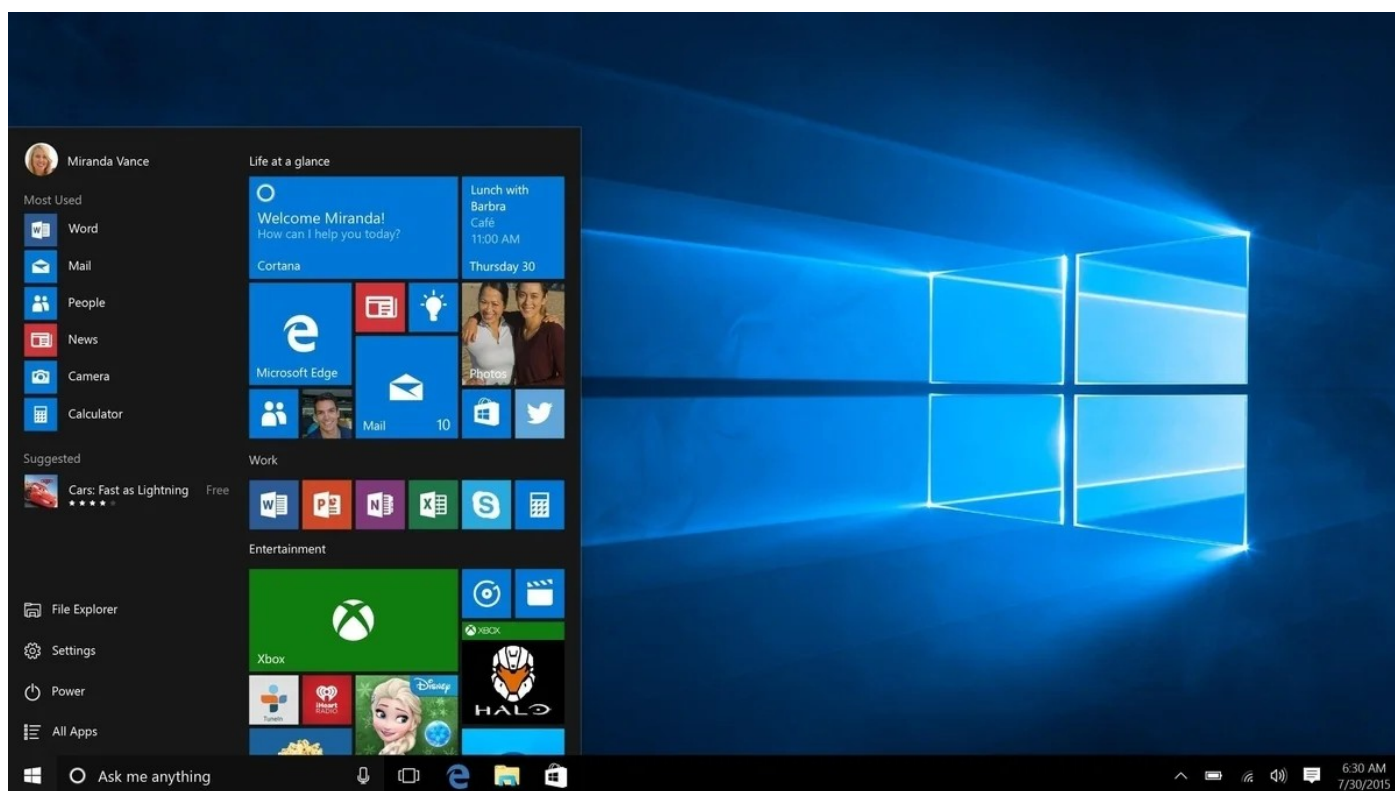 Miranda Vance
Most Used
Word
Mail
People
News
Camera
Calculator
Suggested
Cars: Fast as Lightning Free
File Explorer
Settings
Power
All Apps
Life at a glance
Welcome Miranda!
How can I help you today?
Cortana
Lunch with
Barbra
Café
11:00 AM
Thursday 30
Microsoft Edge
Photos
Mail 10
Work
Entertainment
Xbox
XBOX
TuneIn
iHeart
RADIO
Disney
HALO
Ask me anything
6:30 AM
7/30/2015